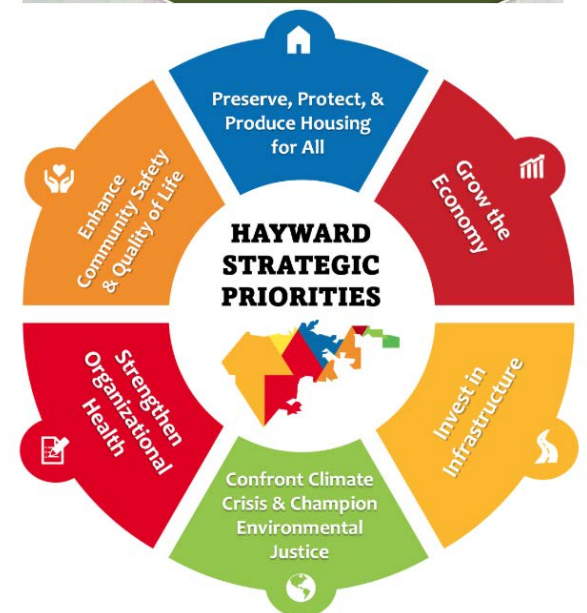 Preserve, Protect, &
Produce Housing
for All
Grow the
Economy
Invest in
Infrastructure
Confront Climate
Crisis & Champion
Environmental
Justice
Strengthen
Organizational
Health
Enhance
Community Safety
& Quality of Life
HAYWARD
STRATEGIC
PRIORITIES